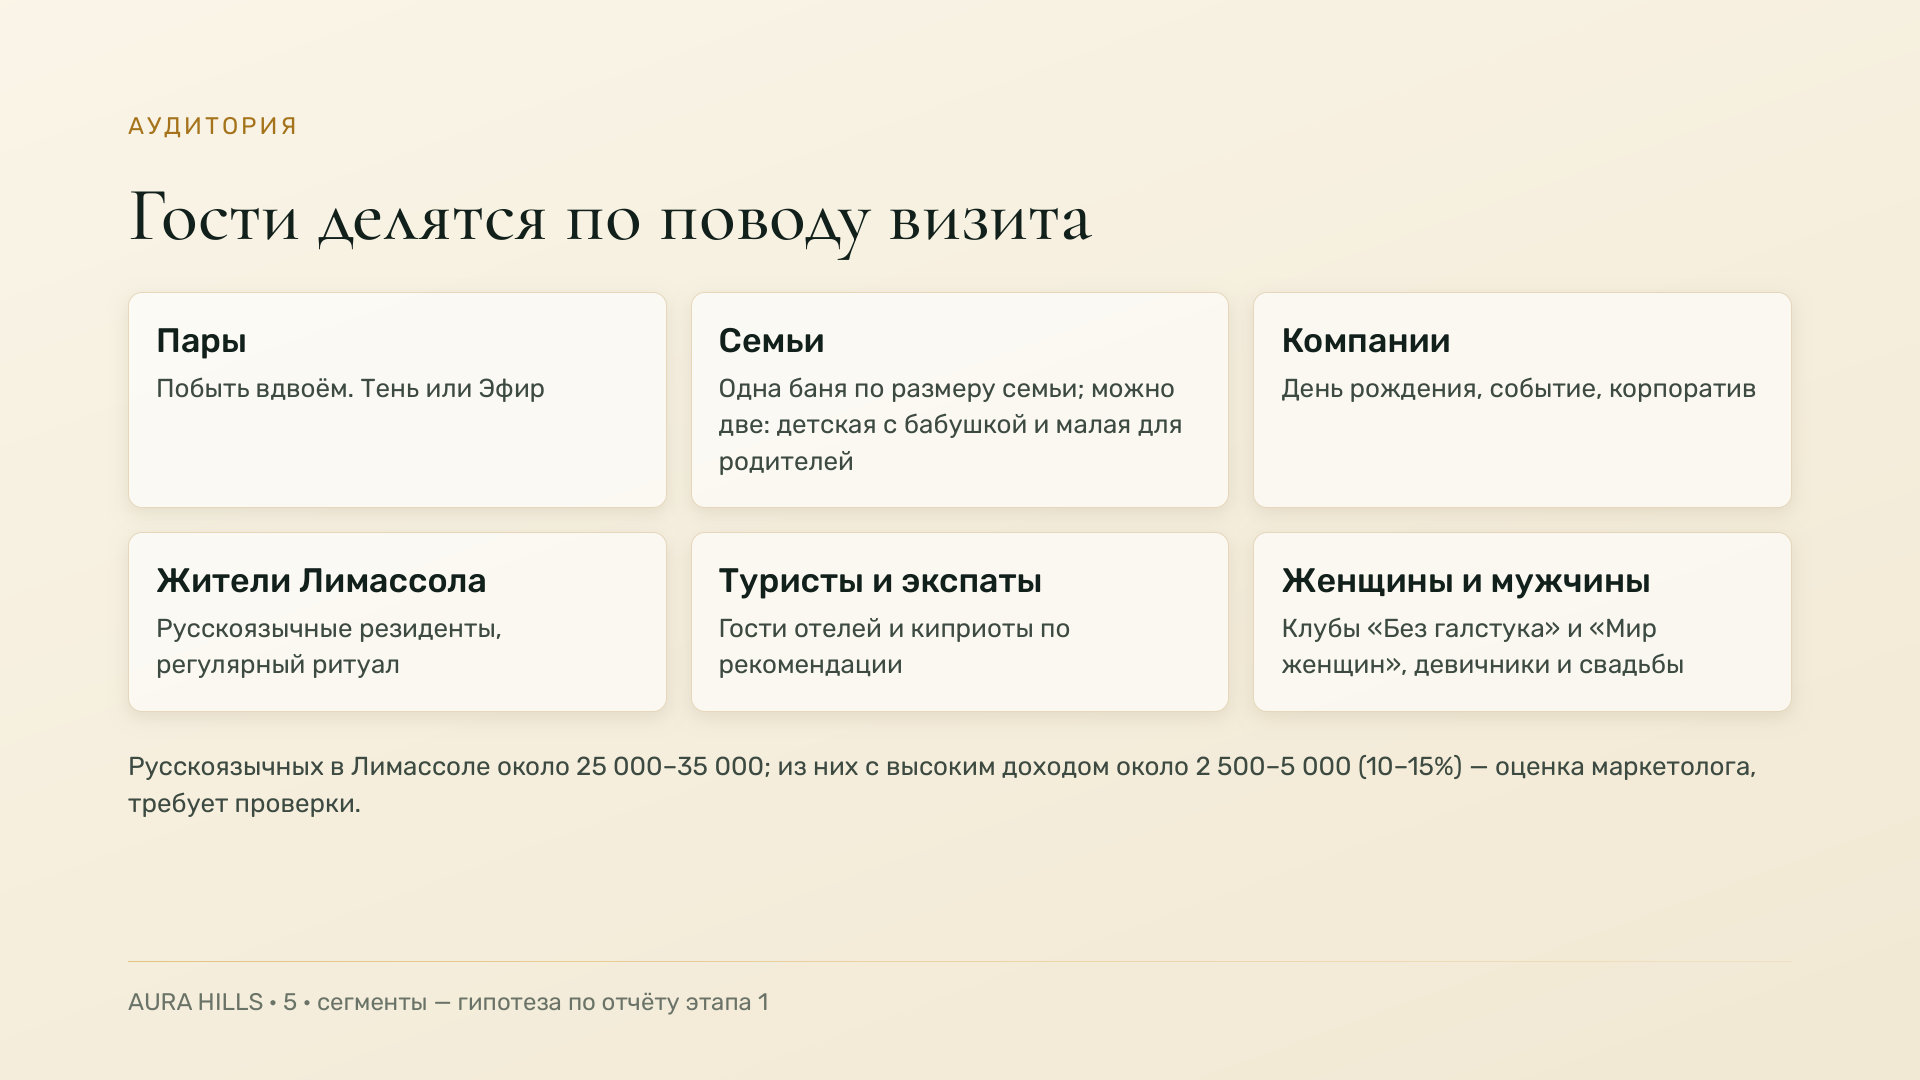 АУДИТОРИЯ
Гости делятся по поводу визита
Пары
Побыть вдвоём. Тень или Эфир
Семьи
Одна баня по размеру семьи; можно
две: детская с бабушкой и малая для
родителей
Компании
День рождения, событие, корпоратив
Жители Лимассола
Русскоязычные резиденты,
регулярный ритуал
Туристы и экспаты
Гости отелей и киприоты по
рекомендации
Женщины и мужчины
Клубы «Без галстука» и «Мир
женщин», девичники и свадьбы
Русскоязычных в Лимассоле около 25 000–35 000; из них с высоким доходом около 2 500–5 000 (10–15%) — оценка маркетолога,
требует проверки.
AURA HILLS • 5 • сегменты — гипотеза по отчёту этапа 1